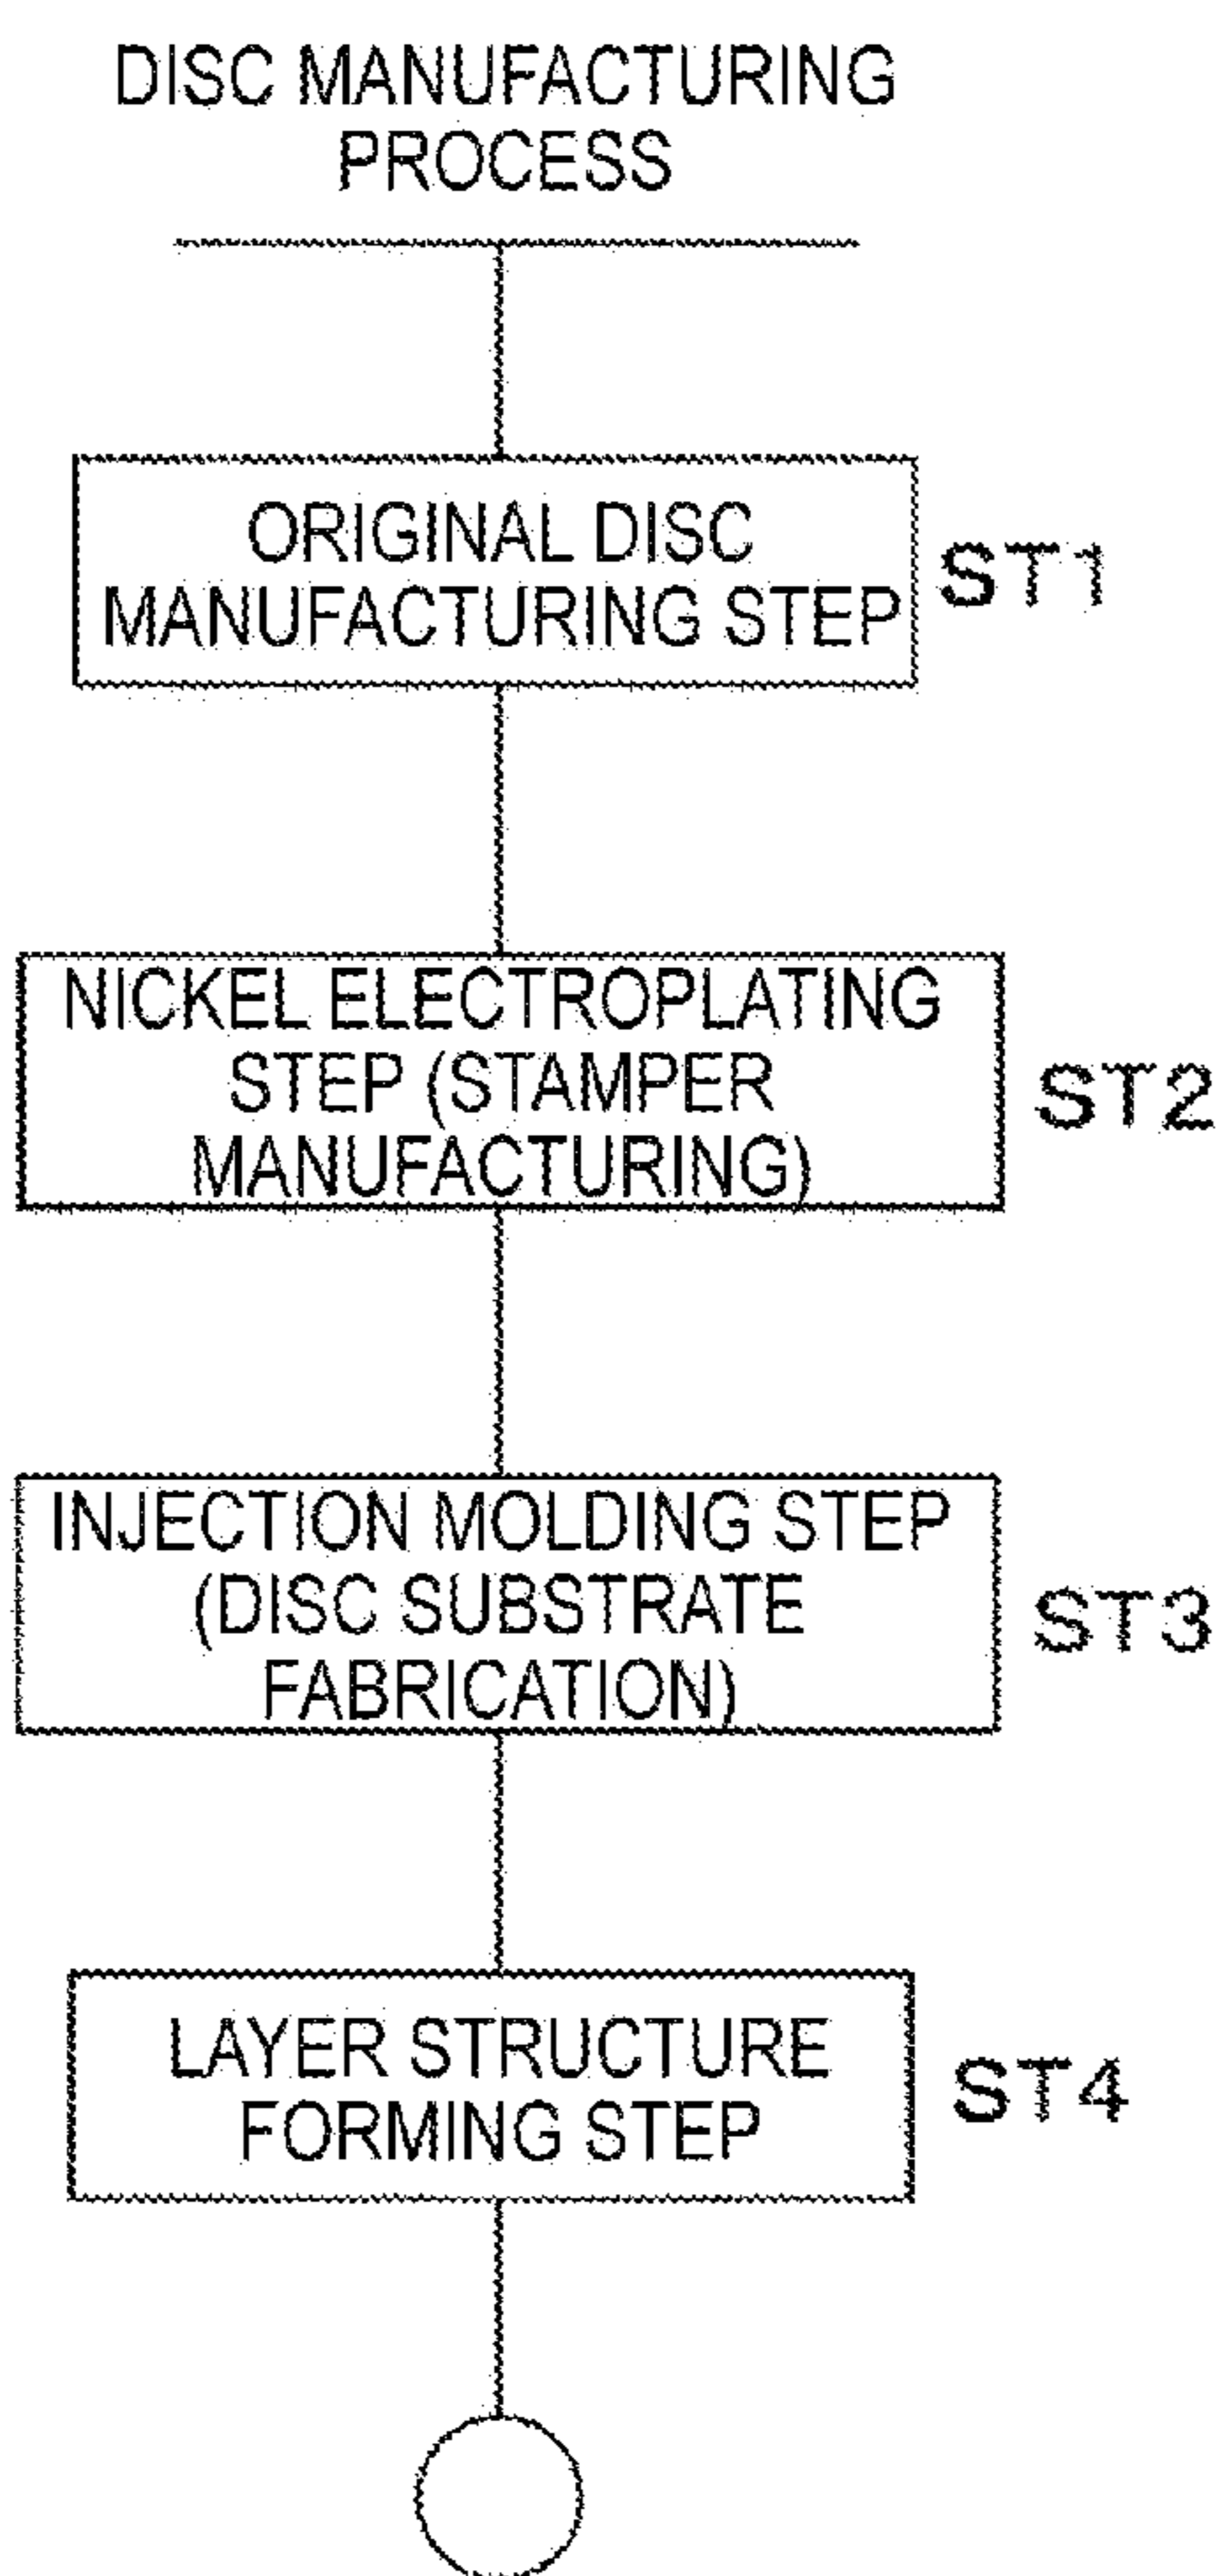 DISC MANUFACTURING
PROCESS
ORIGINAL DISC
MANUFACTURING STEP
ST1
NICKEL ELECTROPLATING
STEP (STAMPER
MANUFACTURING)
ST2
INJECTION MOLDING STEP
(DISC SUBSTRATE
FABRICATION)
ST3
LAYER STRUCTURE
FORMING STEP
ST4